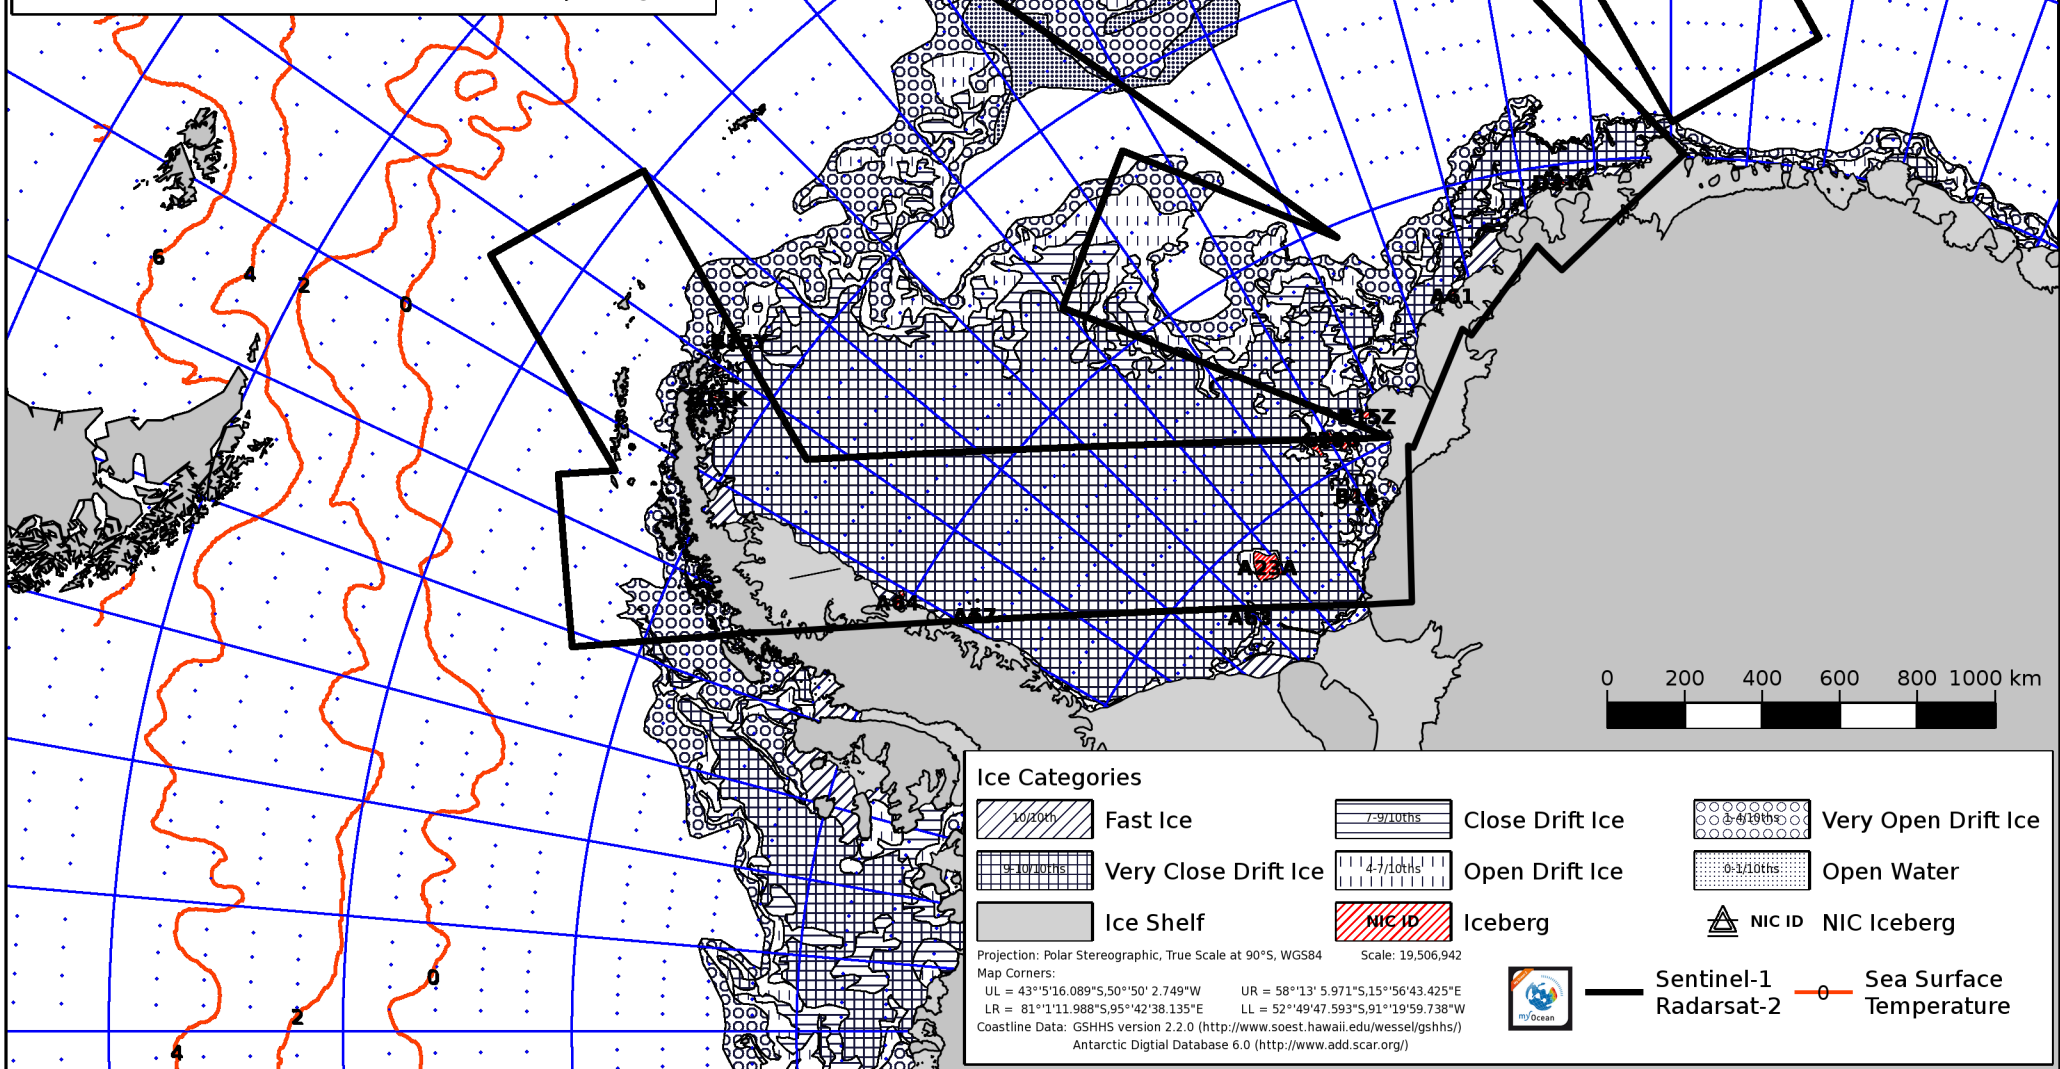 6
4
2
0
A61
B15Z
A23A
A64
A67
A63
0
2
4
0 200 400 600 800 1000 km
Ice Categories
10/10th Fast Ice
7-9/10ths Close Drift Ice
1-4/10ths Very Open Drift Ice
9-10/10ths Very Close Drift Ice
4-7/10ths Open Drift Ice
0-1/10ths Open Water
Ice Shelf
NIC ID Iceberg
NIC ID NIC Iceberg
Projection: Polar Stereographic, True Scale at 90°S, WGS84 Scale: 19,506,942
Map Corners:
UL = 43°'5'16.089"S,50°'50' 2.749"W UR = 58°'13' 5.971"S,15°'56'43.425"E
LR = 81°'1'11.988"S,95°'42'38.135"E LL = 52°'49'47.593"S,91°'19'59.738"W
Coastline Data: GSHHS version 2.2.0 (http://www.soest.hawaii.edu/wessel/gshhs/)
Antarctic Digtial Database 6.0 (http://www.add.scar.org/)
myOcean
Sentinel-1
Radarsat-2
0
Sea Surface
Temperature